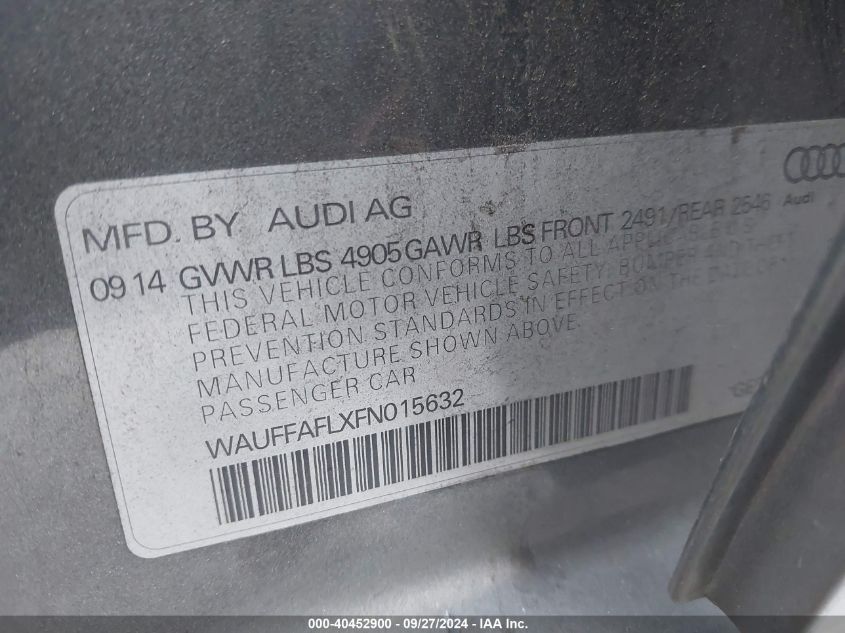 MFD. BY AUDI AG
Audi
09 14 GVWR LBS 4905 GAWR LBS FRONT 2491/REAR 2546
THIS VEHICLE CONFORMS TO ALL APPLICABLE U.S.
FEDERAL MOTOR VEHICLE SAFETY, BUMPER AND THEFT
PREVENTION STANDARDS IN EFFECT ON THE DATE OF
MANUFACTURE SHOWN ABOVE.
PASSENGER CAR
WAUFFAFLXFN015632
000-40452900 - 09/27/2024 - IAA Inc.